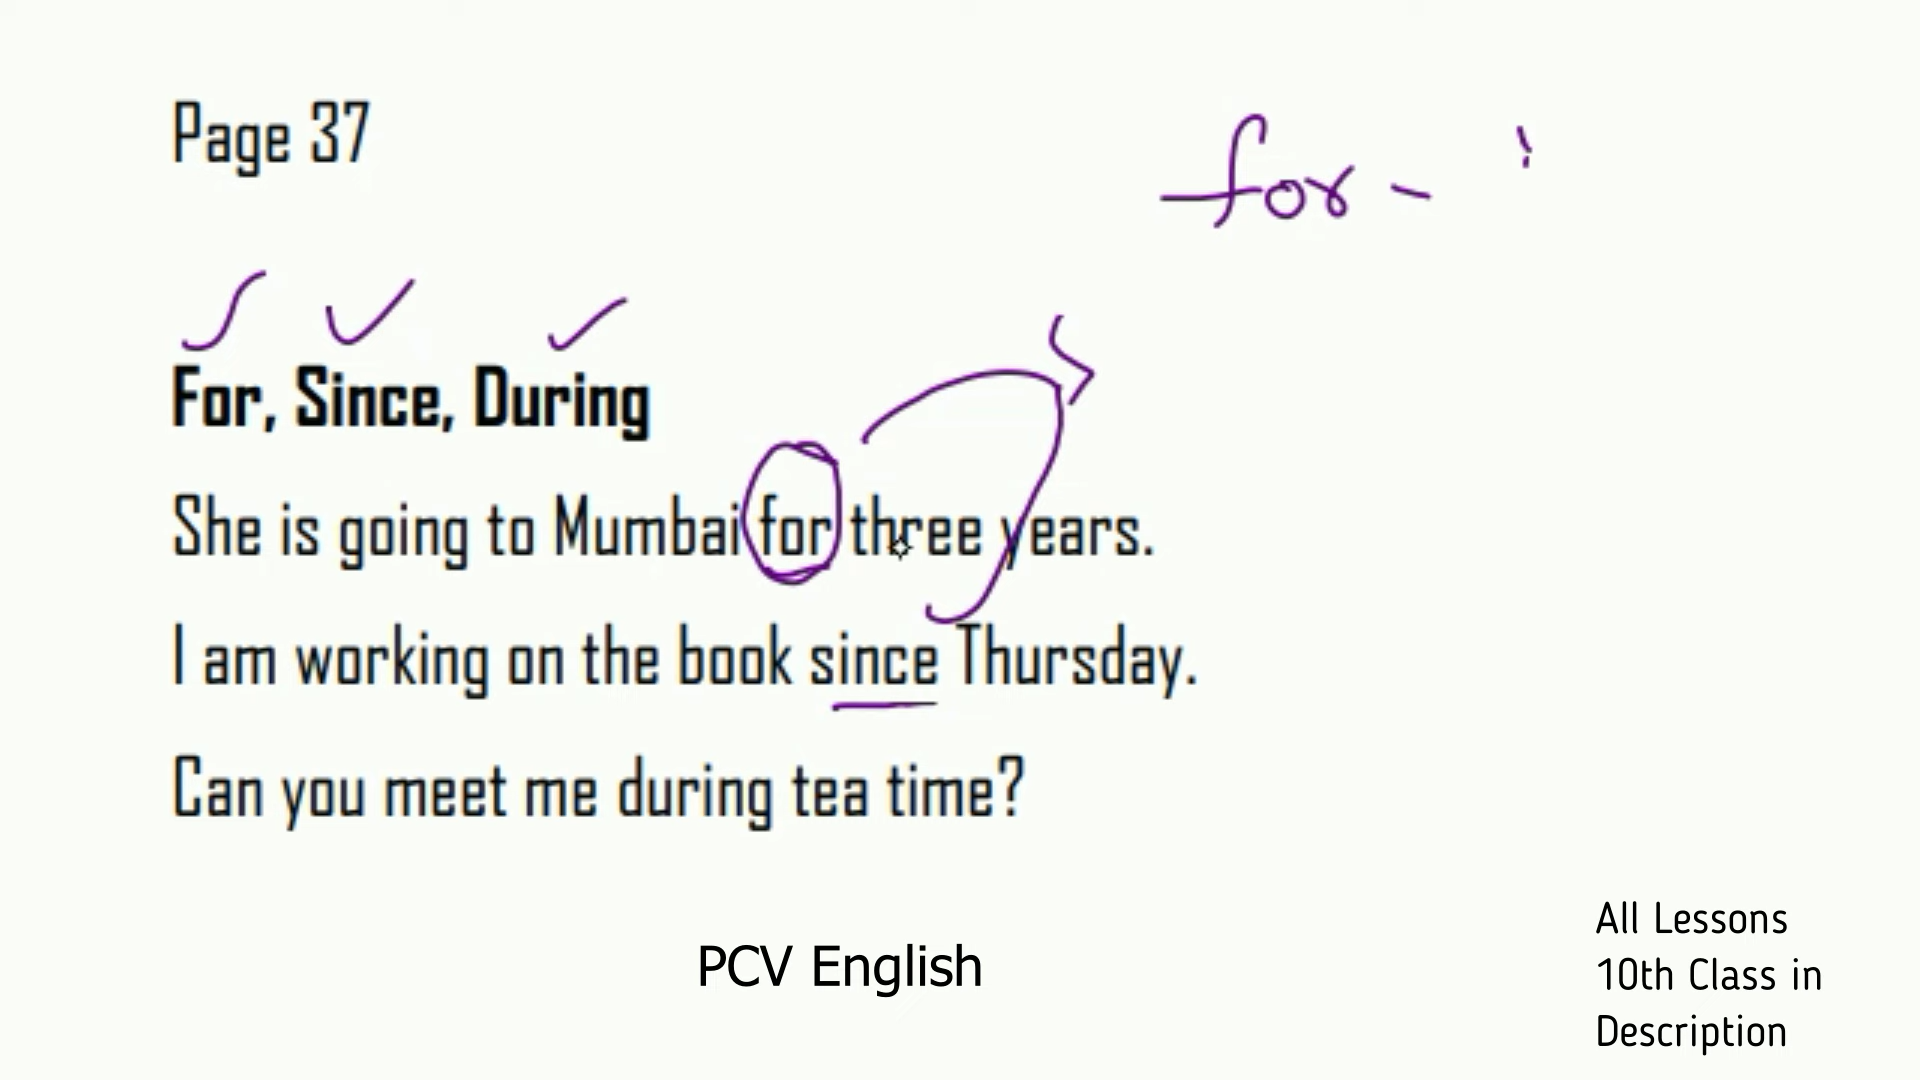 Page 37
for -
For, Since, During
She is going to Mumbai for three years.
I am working on the book since Thursday.
Can you meet me during tea time?
PCV English
All Lessons
10th Class in
Description